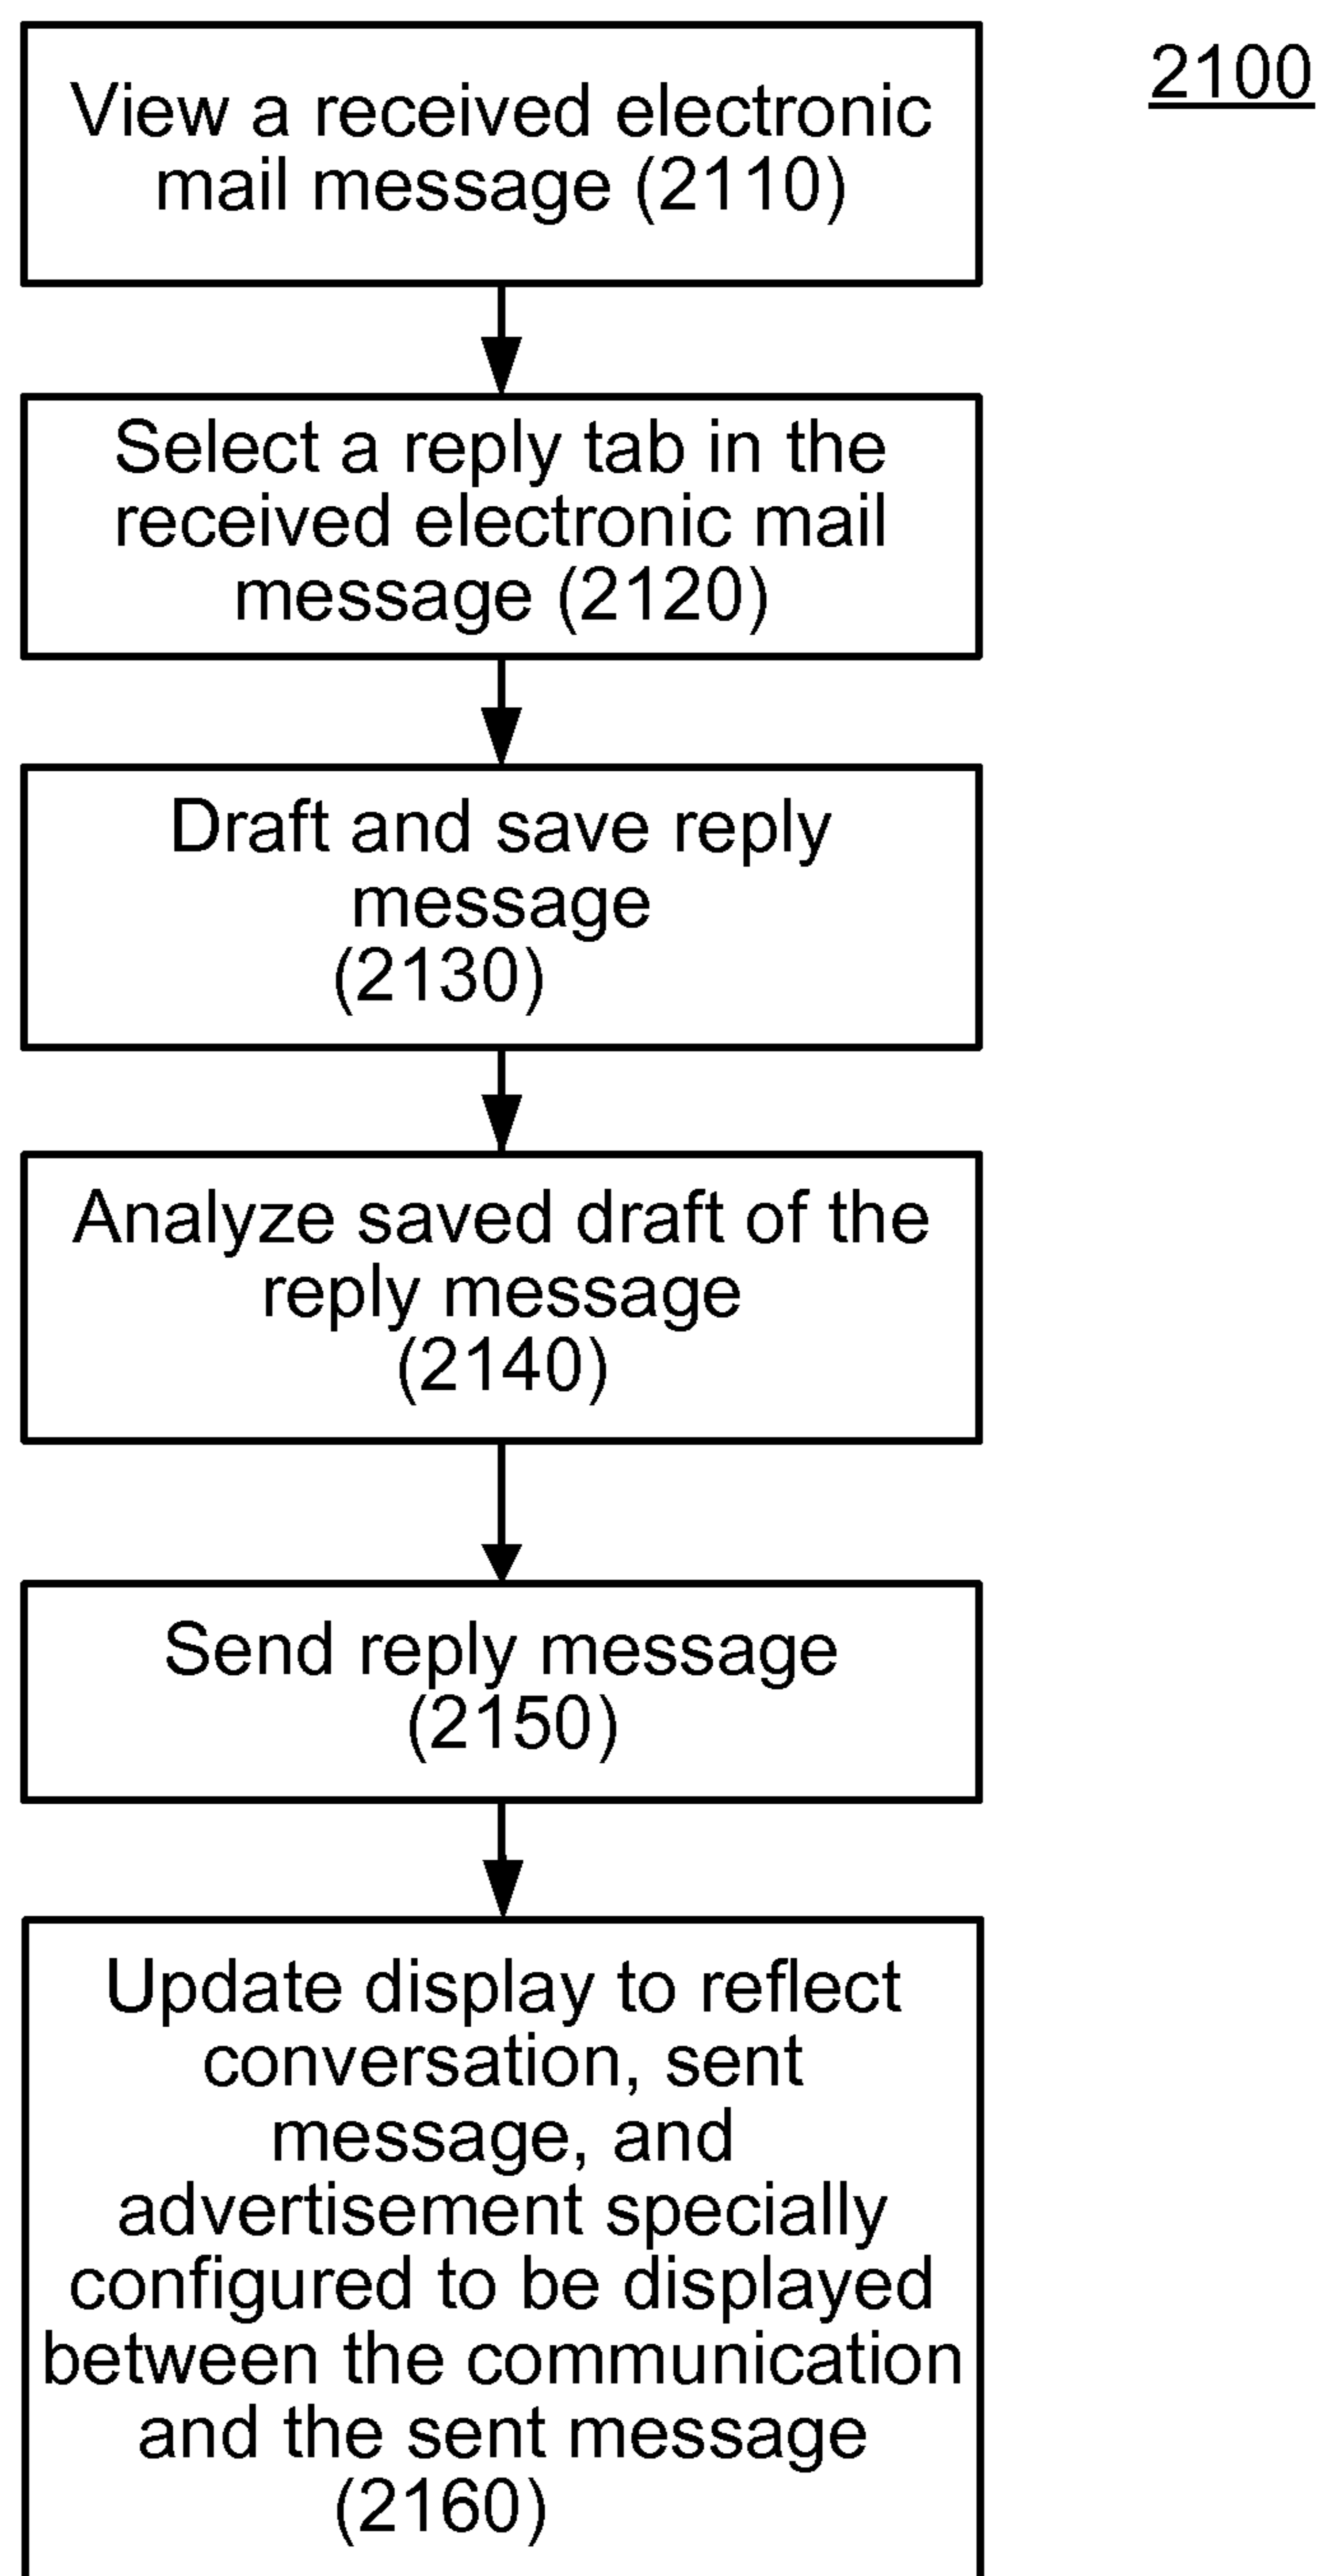 2100
View a received electronic
mail message (2110)
Select a reply tab in the
received electronic mail
message (2120)
Draft and save reply
message
(2130)
Analyze saved draft of the
reply message
(2140)
Send reply message
(2150)
Update display to reflect
conversation, sent
message, and
advertisement specially
configured to be displayed
between the communication
and the sent message
(2160)